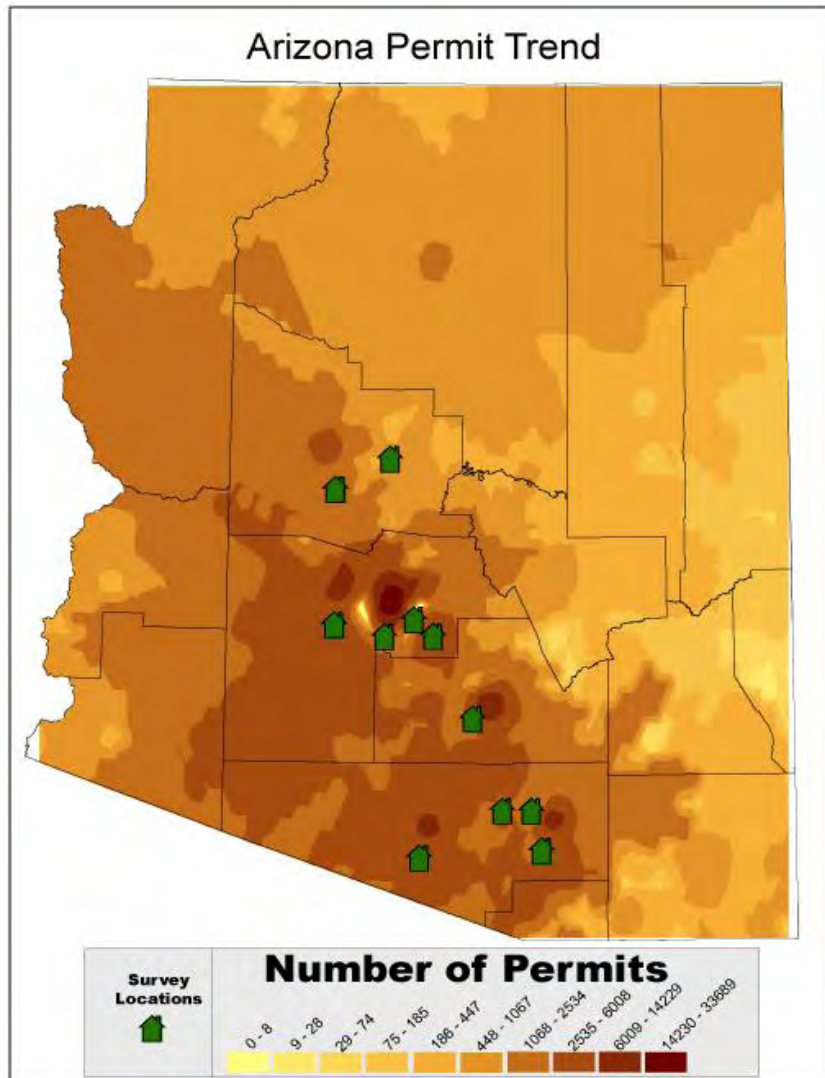 Arizona Permit Trend
Survey
Locations
Number of Permits
0 - 8
9 - 28
29 - 74
75 - 185
186 - 447
448 - 1067
1068 - 2534
2535 - 6008
6009 - 14229
14230 - 33689